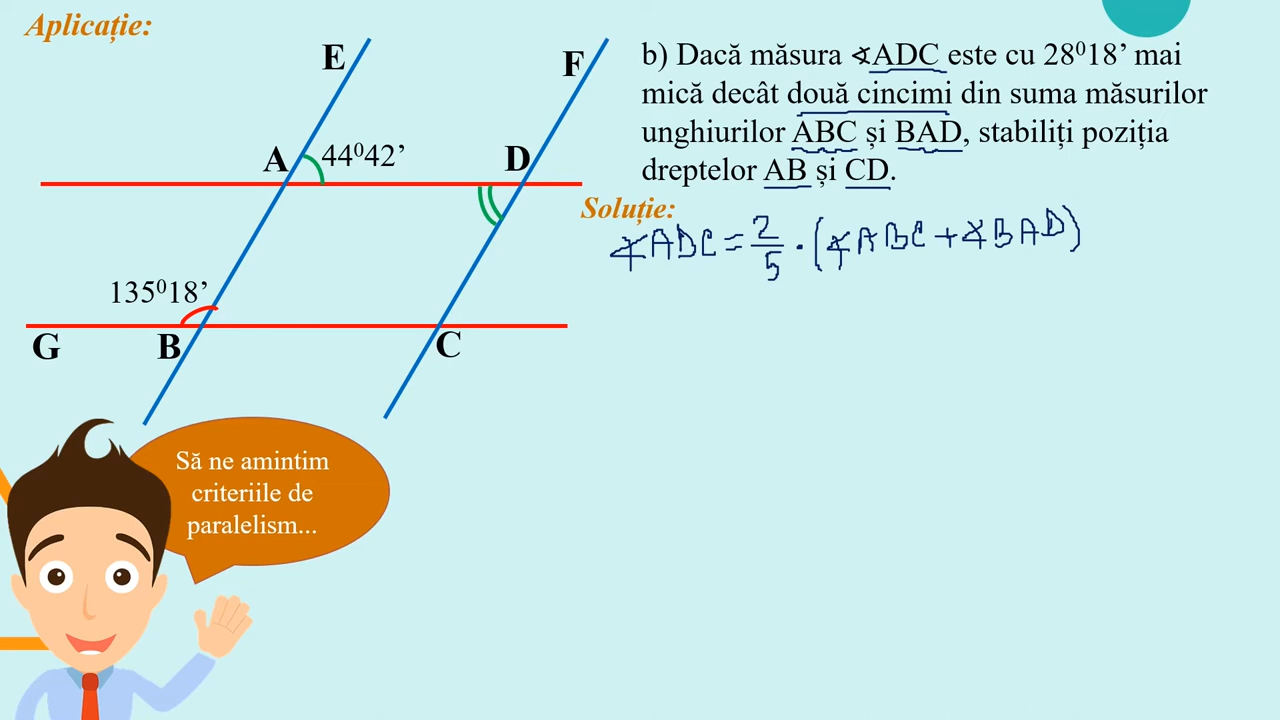 Aplicație:
E
F
A
44⁰42’
D
135⁰18’
G
B
C
b) Dacă măsura ∢ADC este cu 28⁰18’ mai
mică decât două cincimi din suma măsurilor
unghiurilor ABC și BAD, stabiliți poziția
dreptelor AB și CD.
Soluție:
∢ADC = 2/5 · (∢ABC + ∢BAD)
Să ne amintim
criteriile de
paralelism...